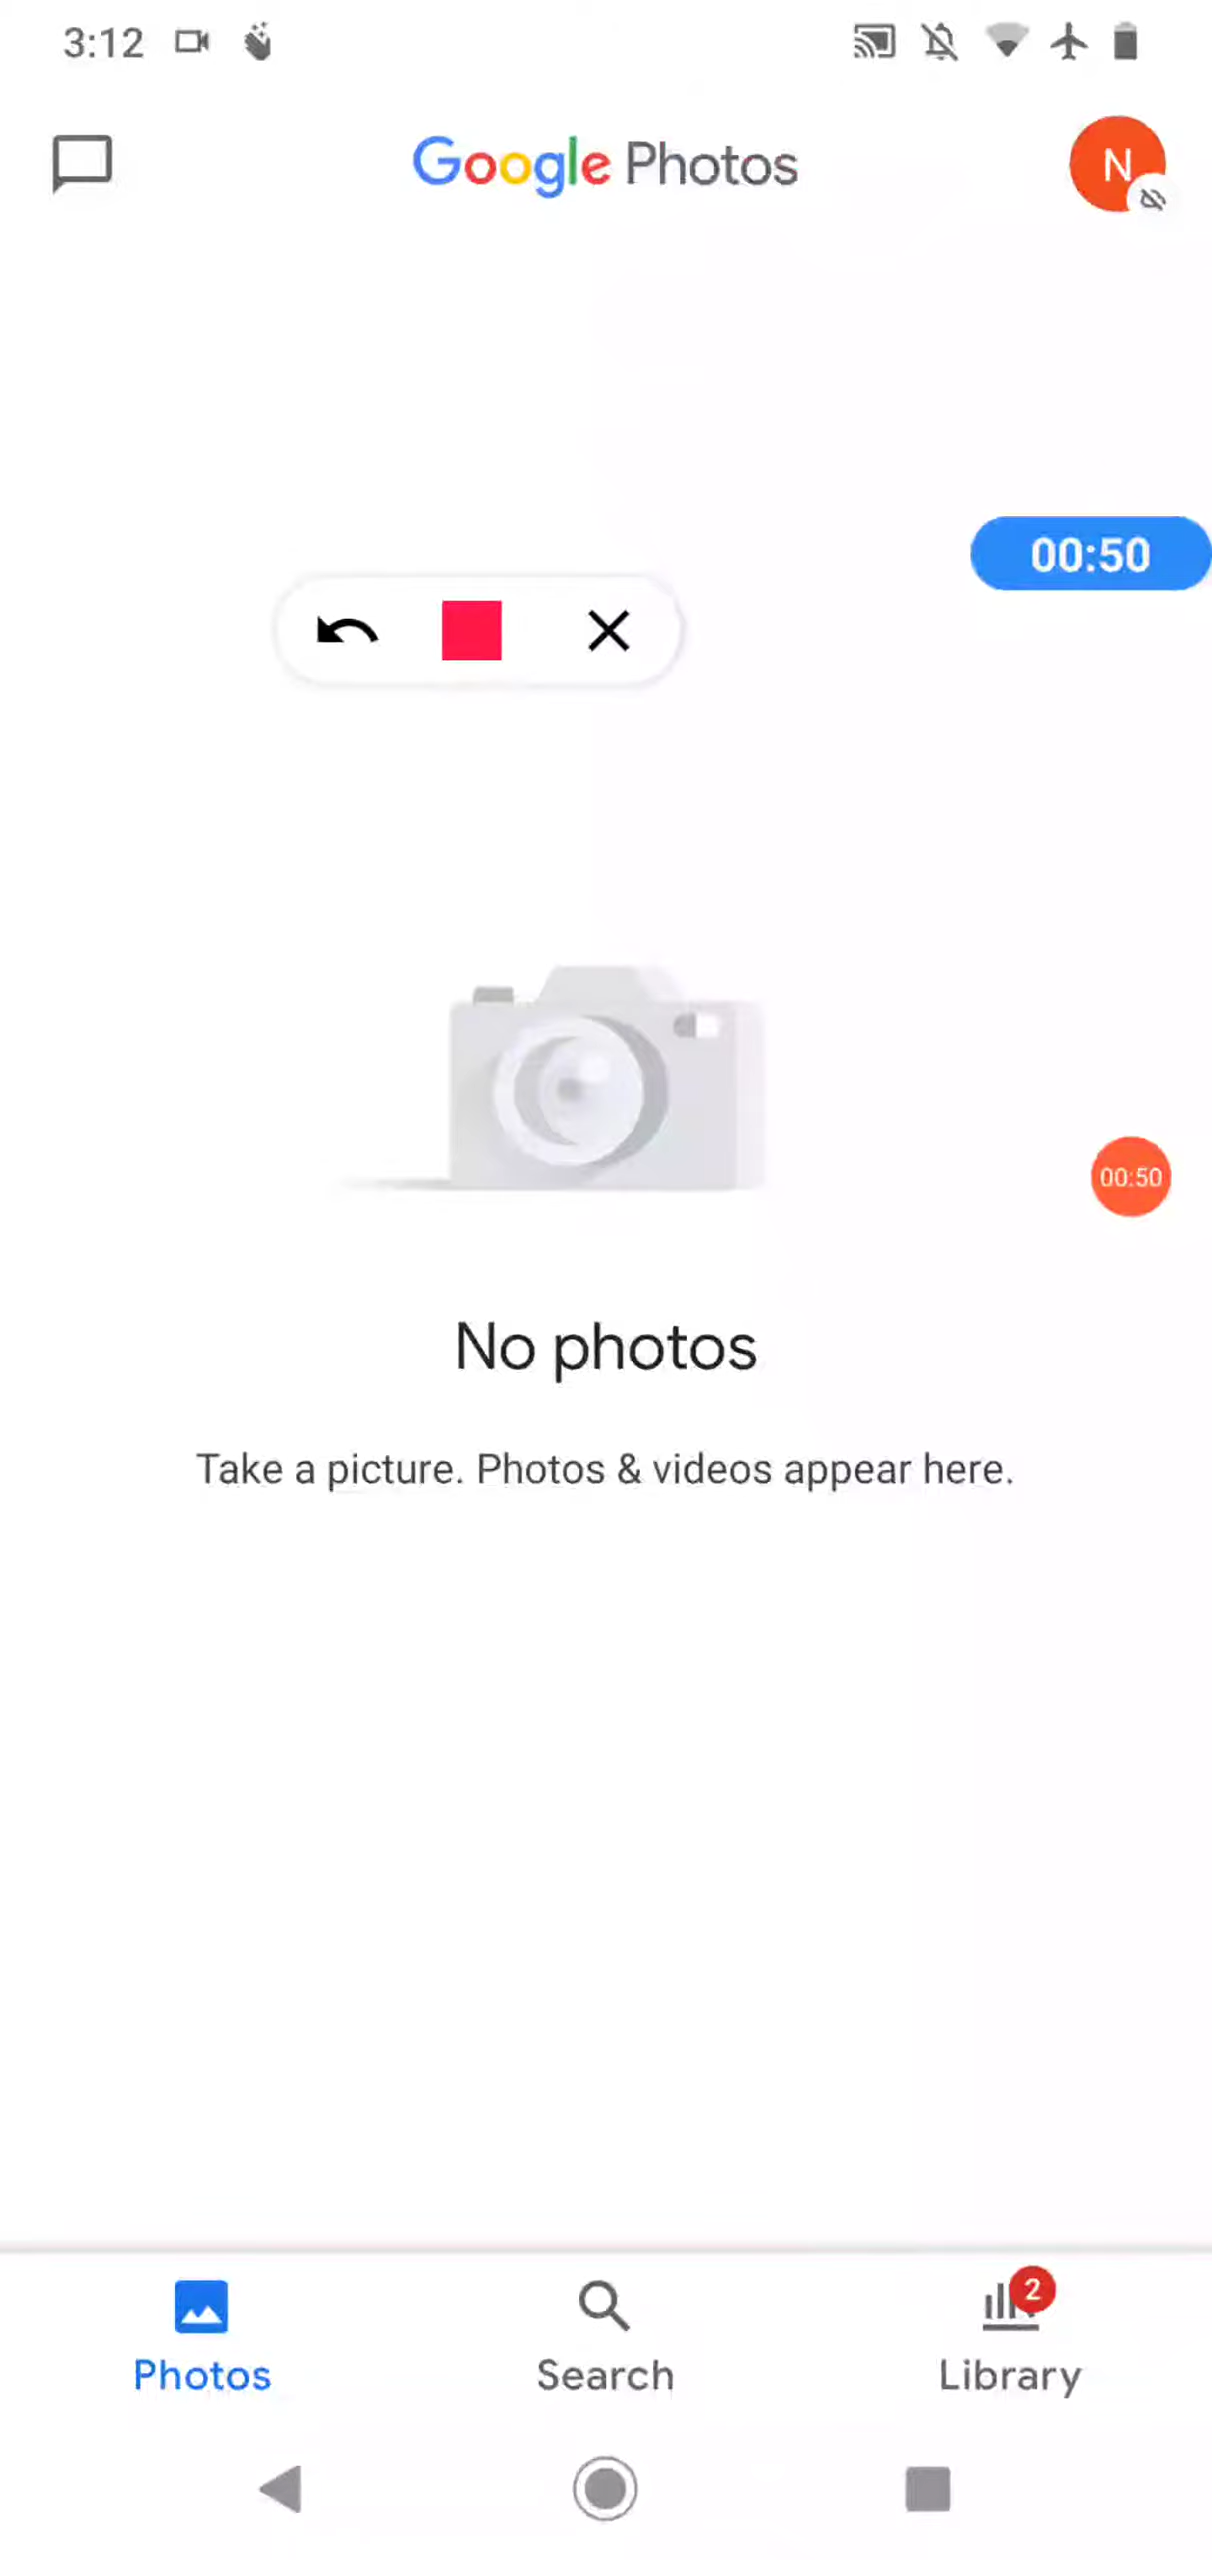 3:12
Google Photos
N
00:50
00:50
No photos
Take a picture. Photos & videos appear here.
2
Photos
Search
Library